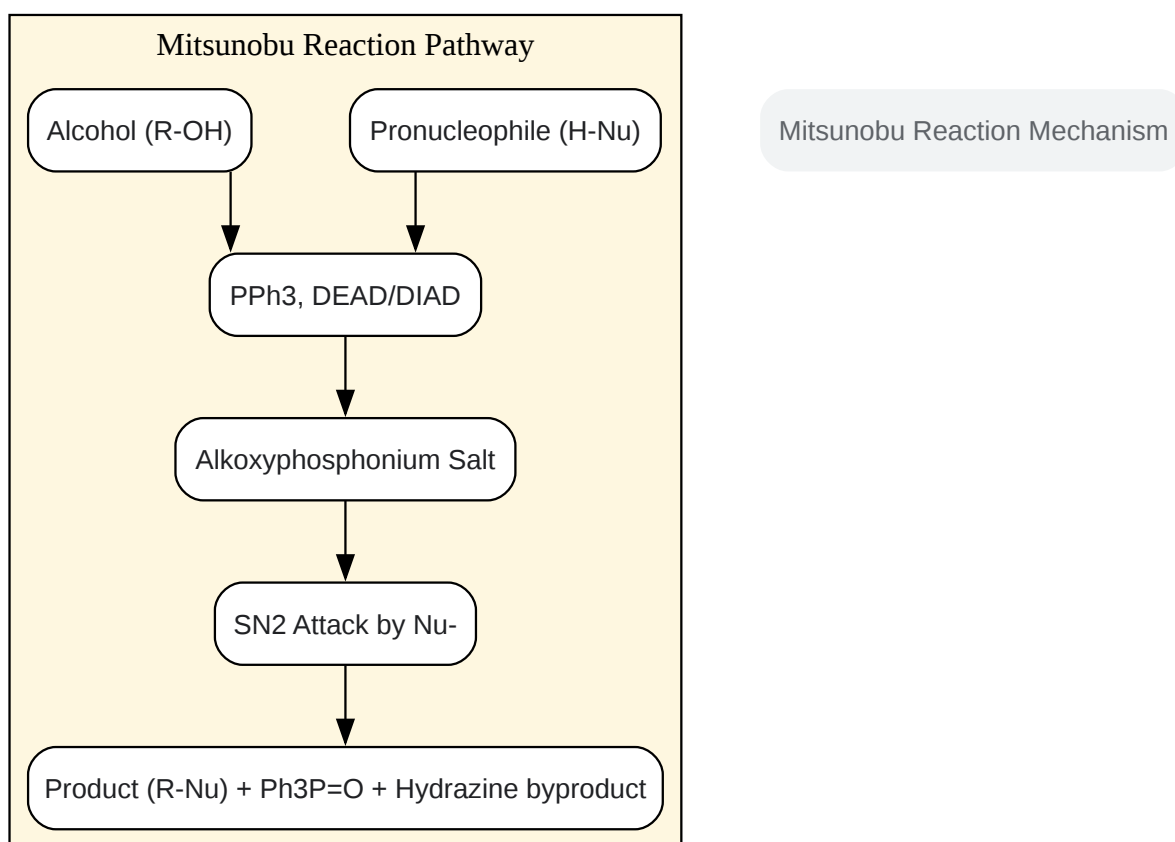 Mitsunobu Reaction Pathway
Alcohol (R-OH)
Pronucleophile (H-Nu)
Mitsunobu Reaction Mechanism
PPh3, DEAD/DIAD
Alkoxyphosphonium Salt
SN2 Attack by Nu-
Product (R-Nu) + Ph3P=O + Hydrazine byproduct